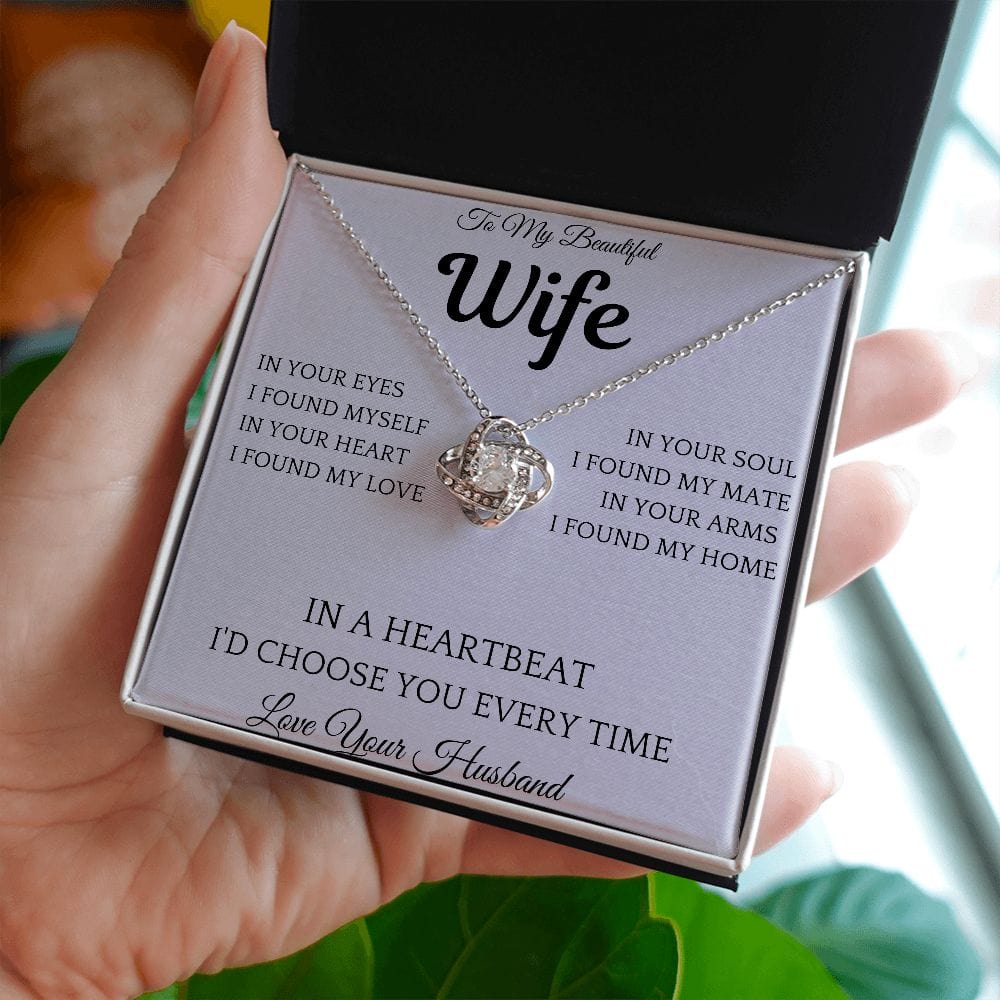 To My Beautiful
Wife
IN YOUR EYES
I FOUND MYSELF
IN YOUR HEART
I FOUND MY LOVE
IN YOUR SOUL
I FOUND MY MATE
IN YOUR ARMS
I FOUND MY HOME
IN A HEARTBEAT
I'D CHOOSE YOU EVERY TIME
Love Your Husband